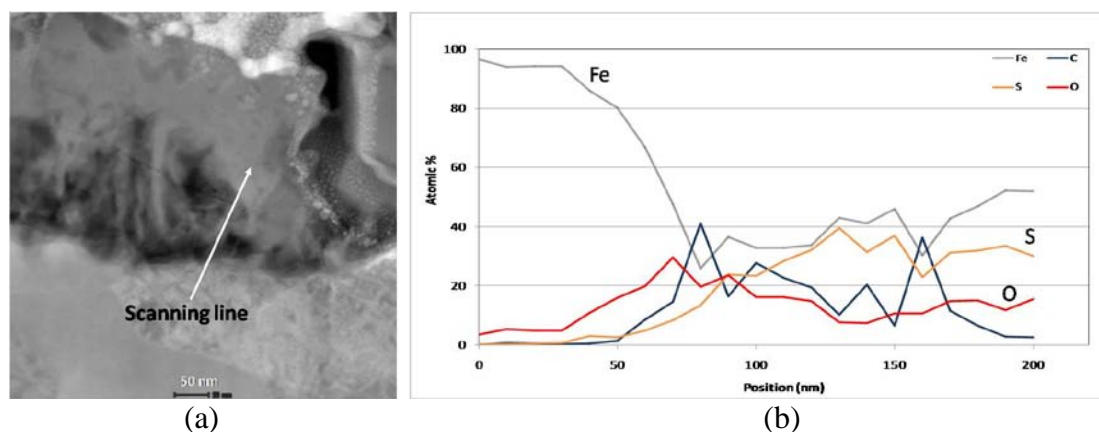 Scanning line
50 nm
(a)
100
80
60
40
20
0
Atomic %
Fe
Fe
C
S
O
S
O
0
50
100
150
200
Position (nm)
(b)